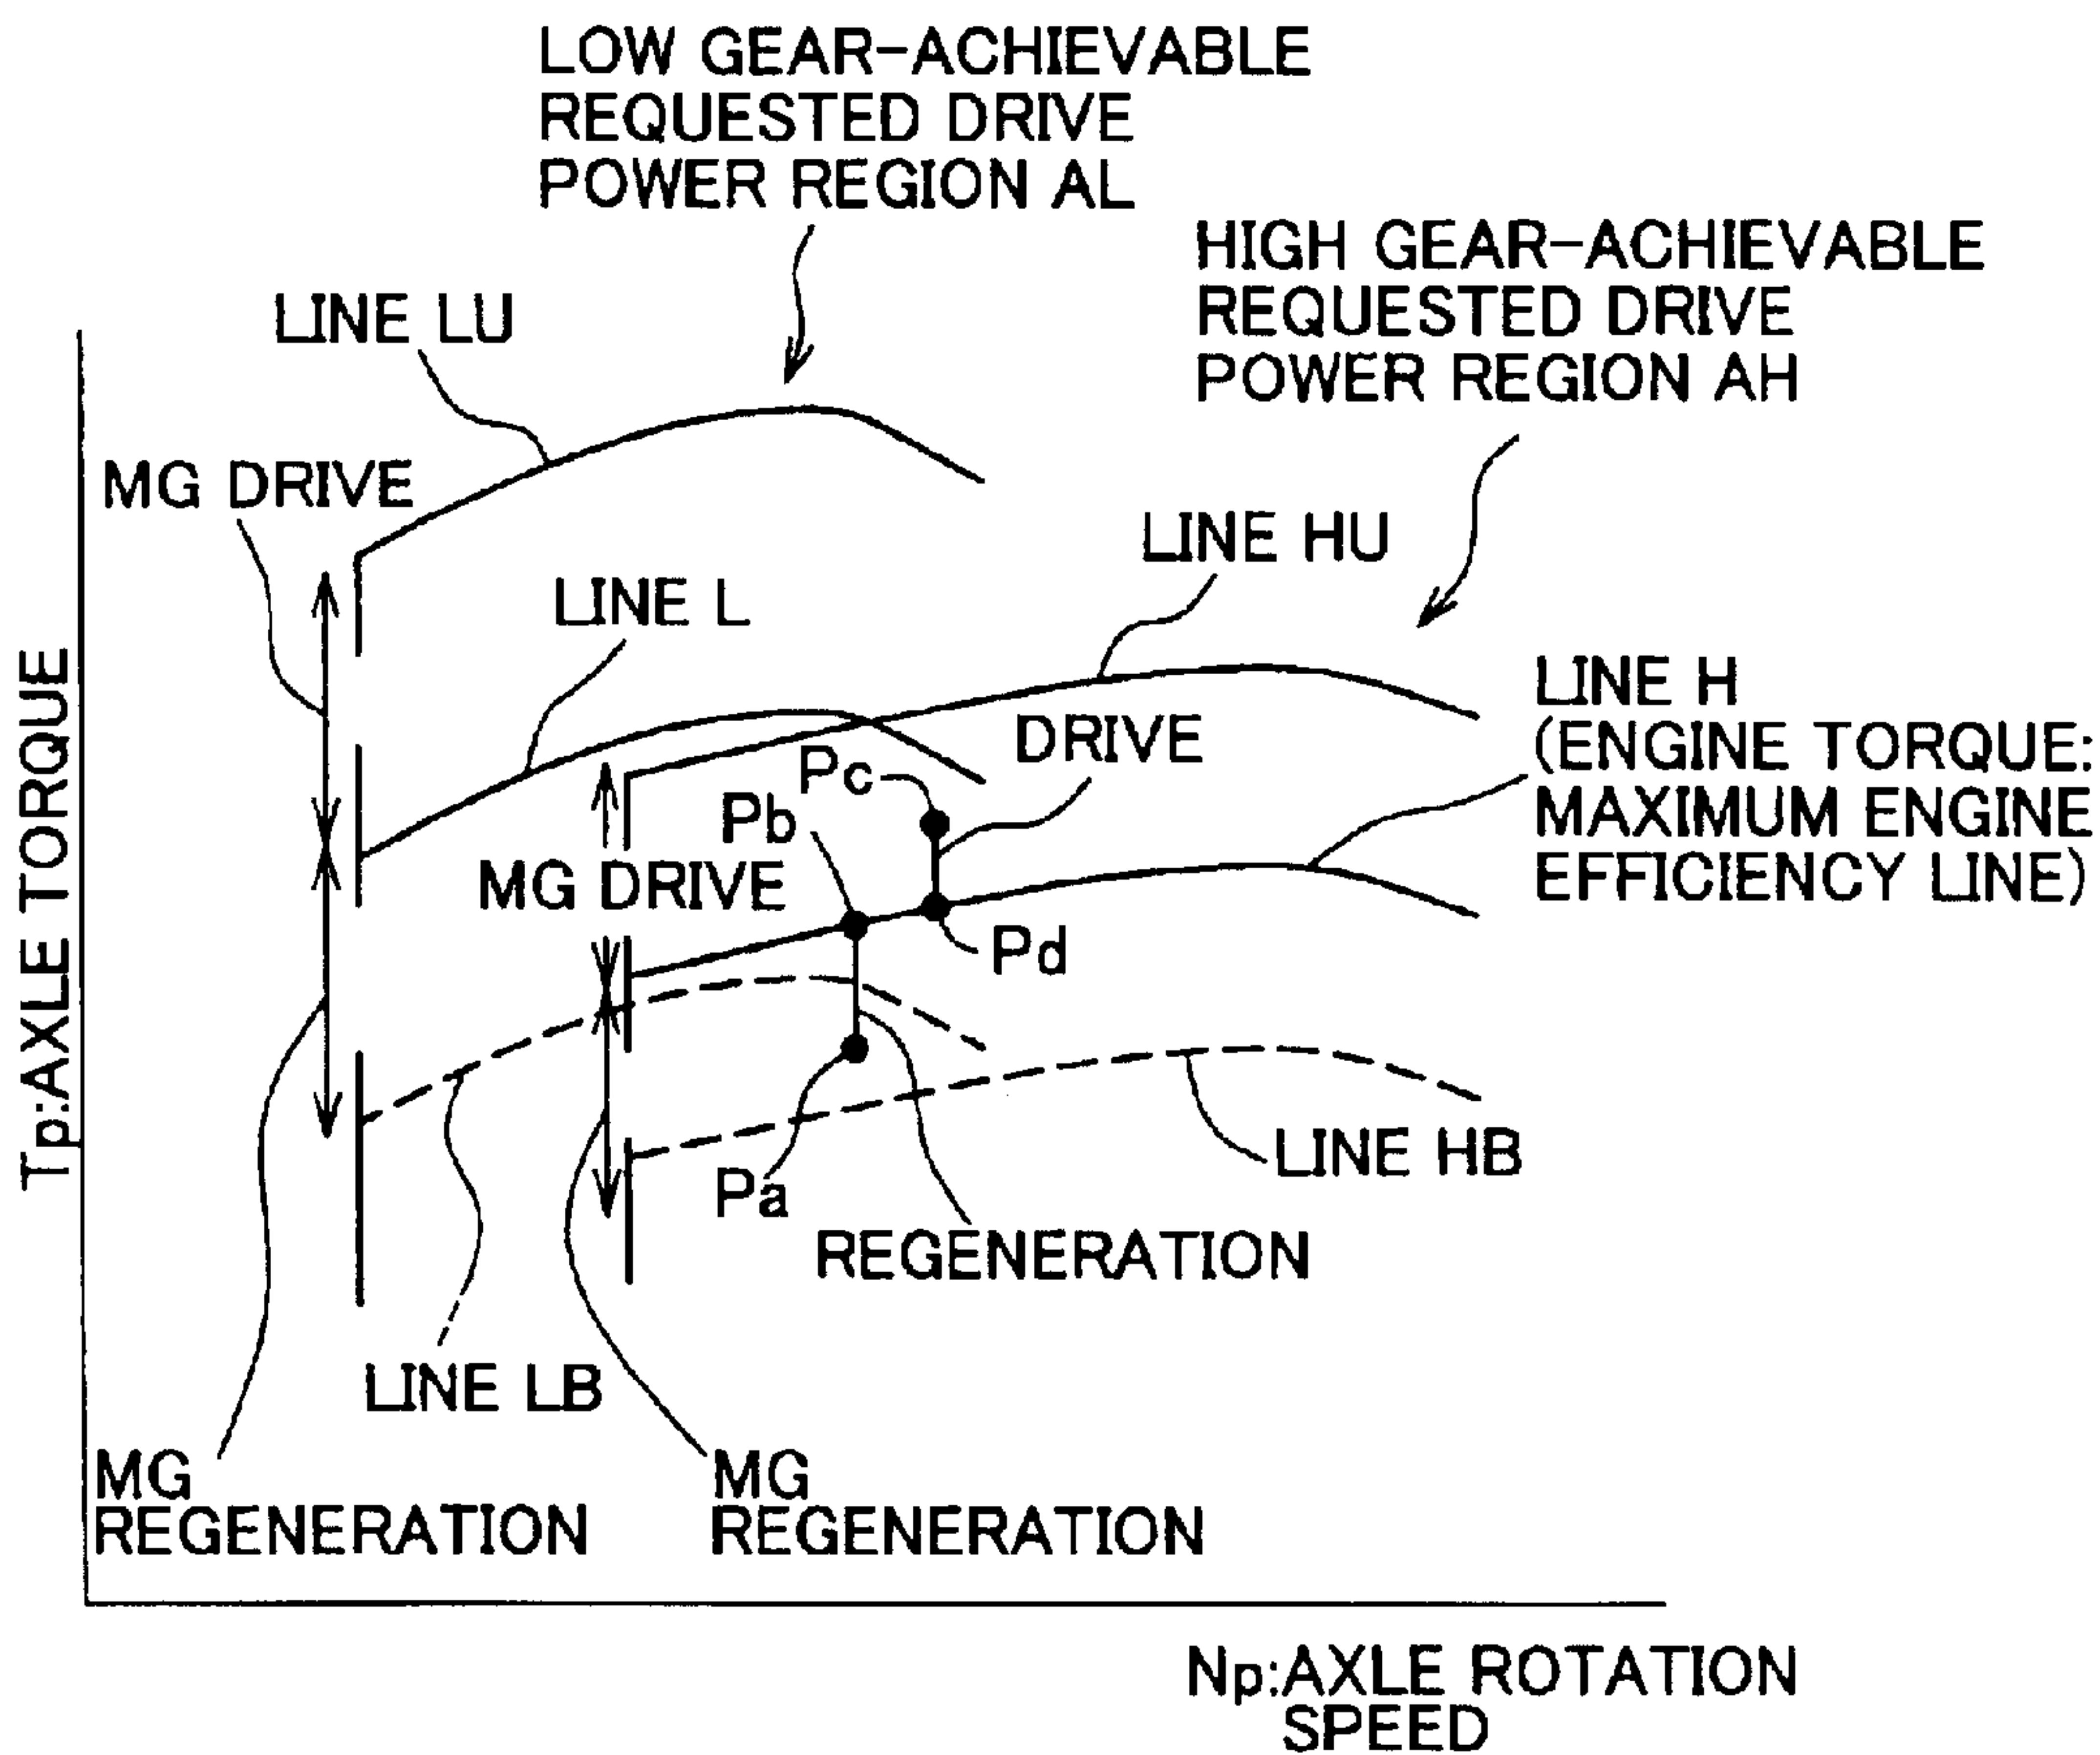 LOW GEAR-ACHIEVABLE
REQUESTED DRIVE
POWER REGION AL
HIGH GEAR-ACHIEVABLE
REQUESTED DRIVE
POWER REGION AH
LINE LU
MG DRIVE
LINE HU
LINE L
LINE H
(ENGINE TORQUE:
MAXIMUM ENGINE
EFFICIENCY LINE)
DRIVE
Pc
Pb
MG DRIVE
Pd
Tp:AXLE TORQUE
LINE HB
Pa
REGENERATION
LINE LB
MG
REGENERATION
MG
REGENERATION
Np:AXLE ROTATION
SPEED